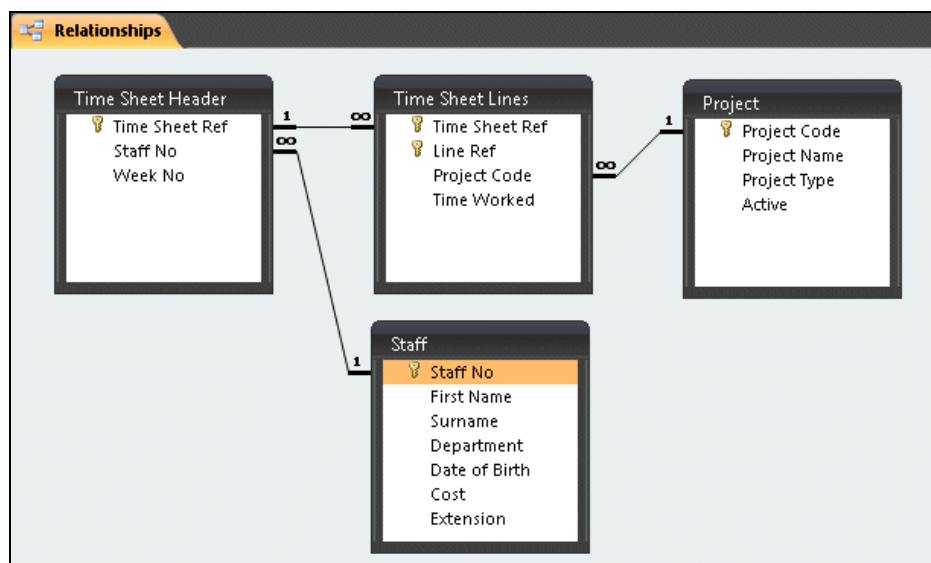 Relationships
Time Sheet Header
Time Sheet Ref
Staff No
Week No
1
∞
∞
Time Sheet Lines
Time Sheet Ref
Line Ref
Project Code
Time Worked
∞
1
Project
Project Code
Project Name
Project Type
Active
1
Staff
Staff No
First Name
Surname
Department
Date of Birth
Cost
Extension